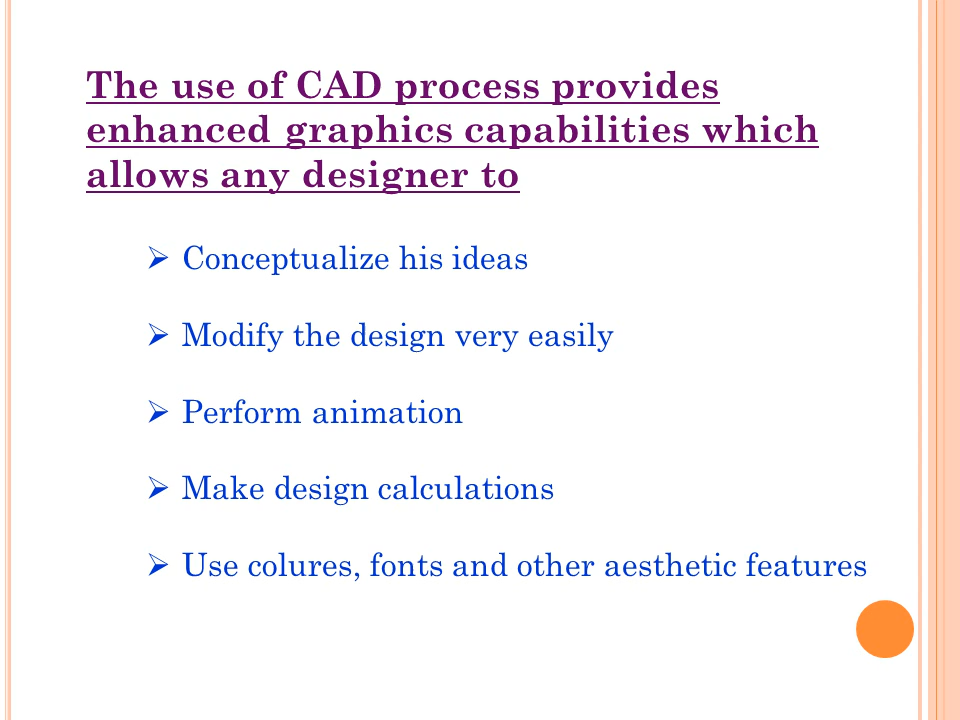 The use of CAD process provides
enhanced graphics capabilities which
allows any designer to
➢ Conceptualize his ideas
➢ Modify the design very easily
➢ Perform animation
➢ Make design calculations
➢ Use colures, fonts and other aesthetic features